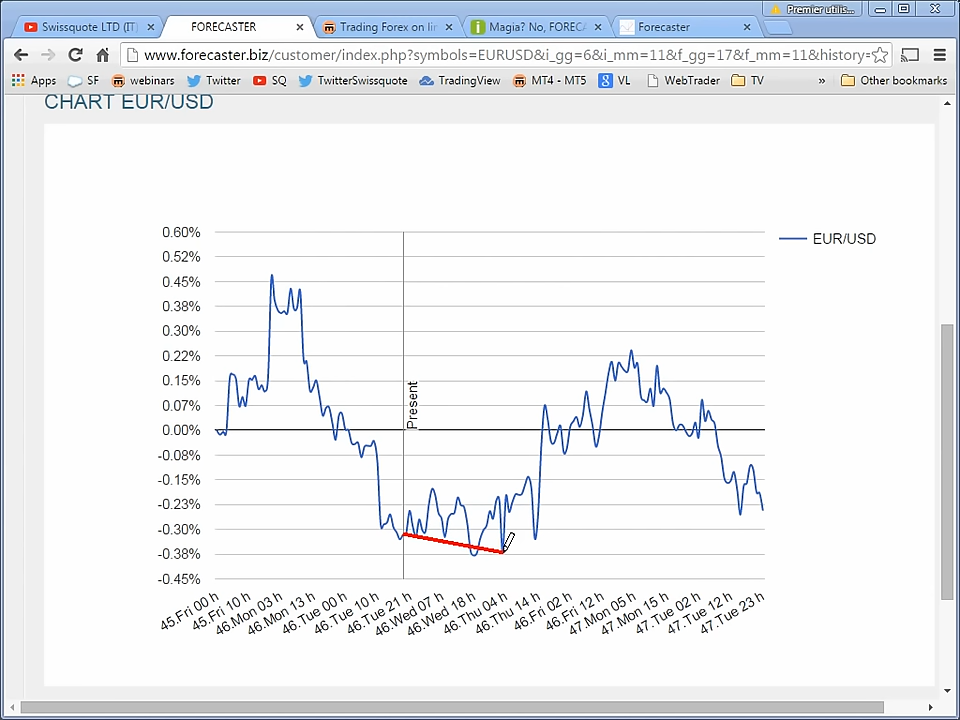 Premier utilis...
Swissquote LTD (IT
FORECASTER
Trading Forex on lin
Magia? No, FORECA
Forecaster
www.forecaster.biz/customer/index.php?symbols=EURUSD&i_gg=6&i_mm=11&f_gg=17&f_mm=11&history=
Apps SF webinars Twitter SQ TwitterSwissquote TradingView MT4 - MT5 VL WebTrader TV » Other bookmarks
CHART EUR/USD
0.60%
0.52%
0.45%
0.38%
0.30%
0.22%
0.15%
0.07%
0.00%
-0.08%
-0.15%
-0.23%
-0.30%
-0.38%
-0.45%
Present
EUR/USD
45.Fri 00 h
45.Fri 10 h
46.Mon 03 h
46.Mon 13 h
46.Tue 00 h
46.Tue 10 h
46.Tue 21 h
46.Wed 07 h
46.Wed 18 h
46.Thu 04 h
46.Thu 14 h
46.Fri 02 h
46.Fri 12 h
47.Mon 05 h
47.Mon 15 h
47.Tue 02 h
47.Tue 12 h
47.Tue 23 h